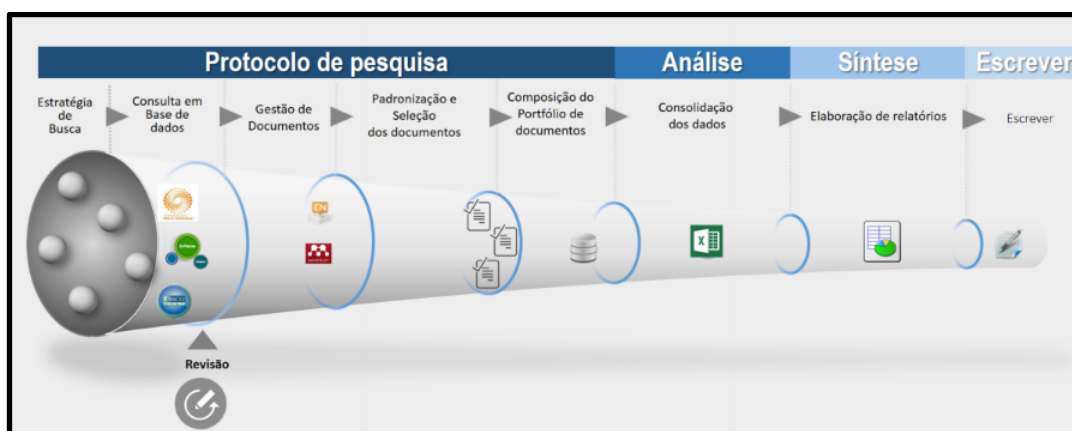 Protocolo de pesquisa
Análise
Síntese
Escrever
Estratégia
de
Busca
Consulta em
Base de
dados
Gestão de
Documentos
Padronização e
Seleção
dos documentos
Composição do
Portfólio de
documentos
Consolidação
dos dados
Elaboração de relatórios
Escrever
EN
X
Revisão